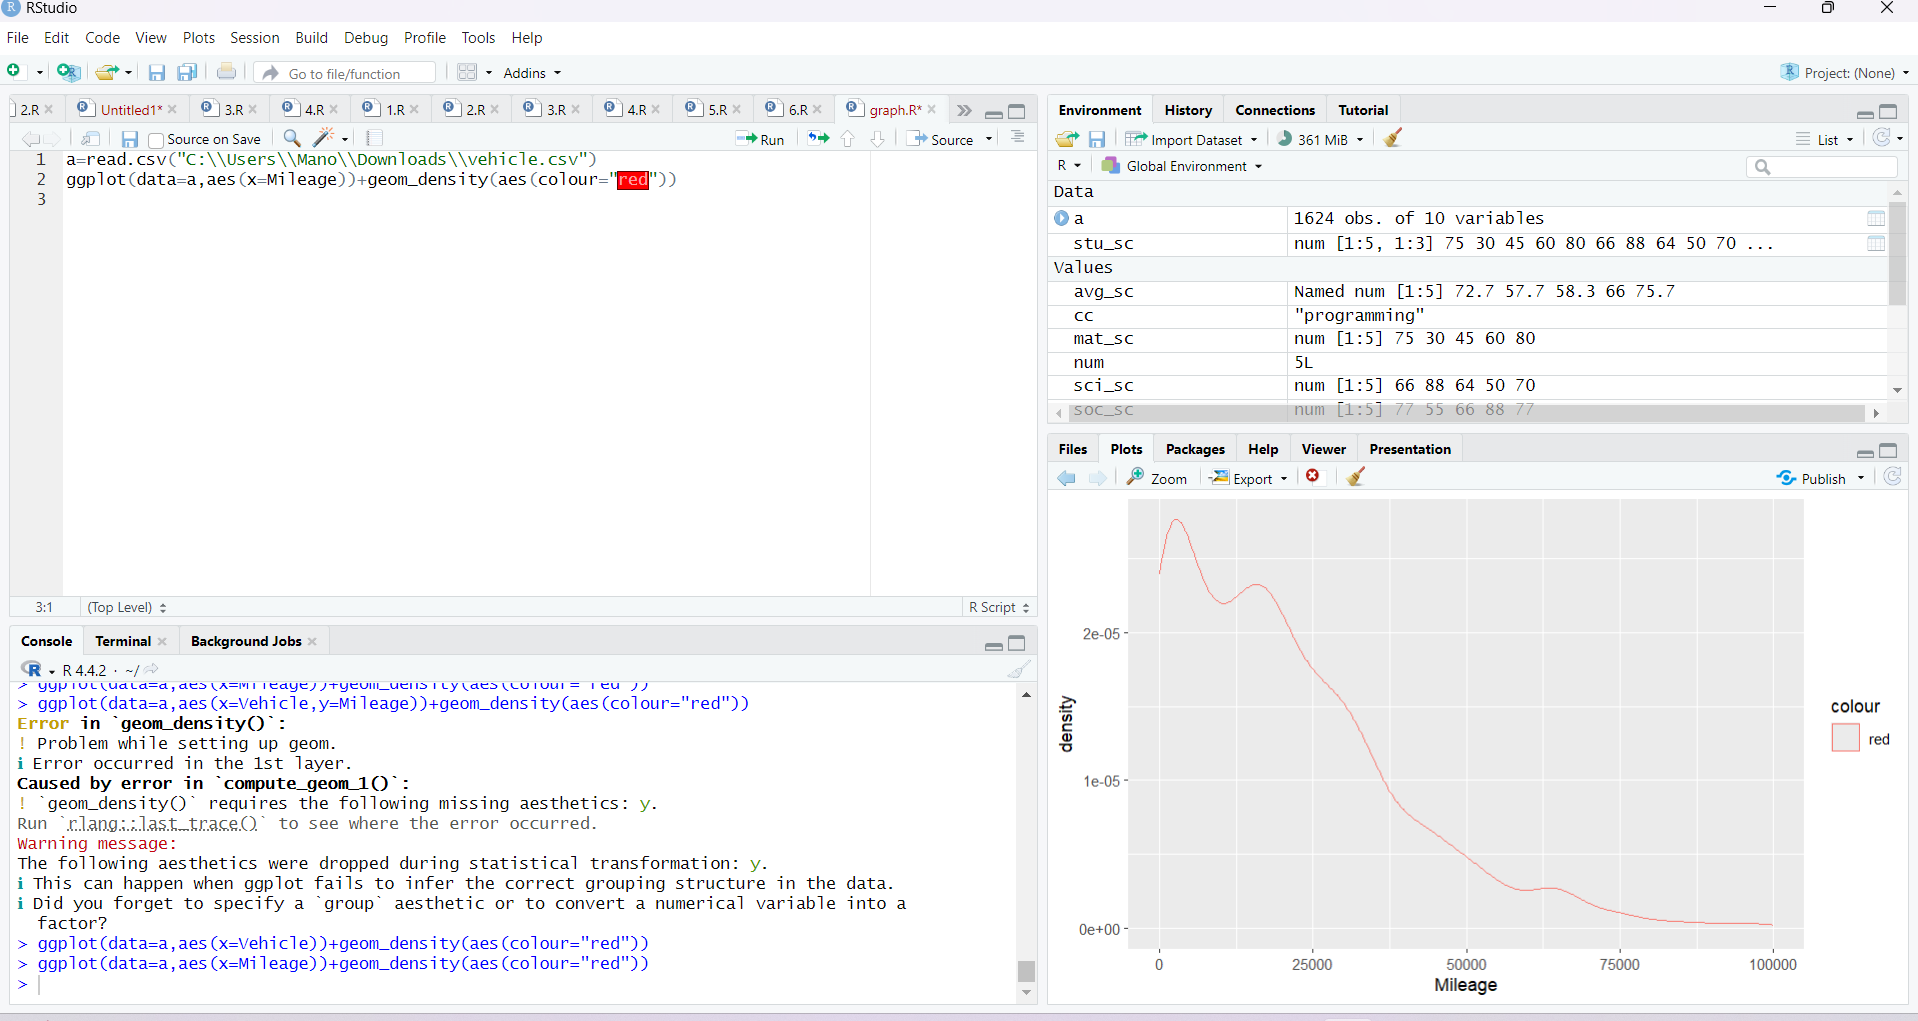 RStudio
File Edit Code View Plots Session Build Debug Profile Tools Help
Go to file/function Addins Project: (None)
2.R Untitled1* 3.R 4.R 1.R 2.R 3.R 4.R 5.R 6.R graph.R*
Source on Save Run Source
1 a=read.csv("C:\\Users\\Mano\\Downloads\\vehicle.csv")
2 ggplot(data=a,aes(x=Mileage))+geom_density(aes(colour="red"))
3
3:1 (Top Level) R Script
Console Terminal Background Jobs
R 4.4.2 · ~/
> ggplot(data=a,aes(x=Mileage))+geom_density(aes(colour="red"))
> ggplot(data=a,aes(x=Vehicle,y=Mileage))+geom_density(aes(colour="red"))
Error in `geom_density()`:
! Problem while setting up geom.
i Error occurred in the 1st layer.
Caused by error in `compute_geom_1()`:
! `geom_density()` requires the following missing aesthetics: y.
Run `rlang::last_trace()` to see where the error occurred.
Warning message:
The following aesthetics were dropped during statistical transformation: y.
i This can happen when ggplot fails to infer the correct grouping structure in the data.
i Did you forget to specify a `group` aesthetic or to convert a numerical variable into a
factor?
> ggplot(data=a,aes(x=Vehicle))+geom_density(aes(colour="red"))
> ggplot(data=a,aes(x=Mileage))+geom_density(aes(colour="red"))
>
Environment History Connections Tutorial
Import Dataset 361 MiB List
R Global Environment
Data
a 1624 obs. of 10 variables
stu_sc num [1:5, 1:3] 75 30 45 60 80 66 88 64 50 70 ...
Values
avg_sc Named num [1:5] 72.7 57.7 58.3 66 75.7
cc "programming"
mat_sc num [1:5] 75 30 45 60 80
num 5L
sci_sc num [1:5] 66 88 64 50 70
soc_sc num [1:5] 77 55 66 88 77
Files Plots Packages Help Viewer Presentation
Zoom Export Publish
density
2e-05
1e-05
0e+00
0 25000 50000 75000 100000
Mileage
colour
red